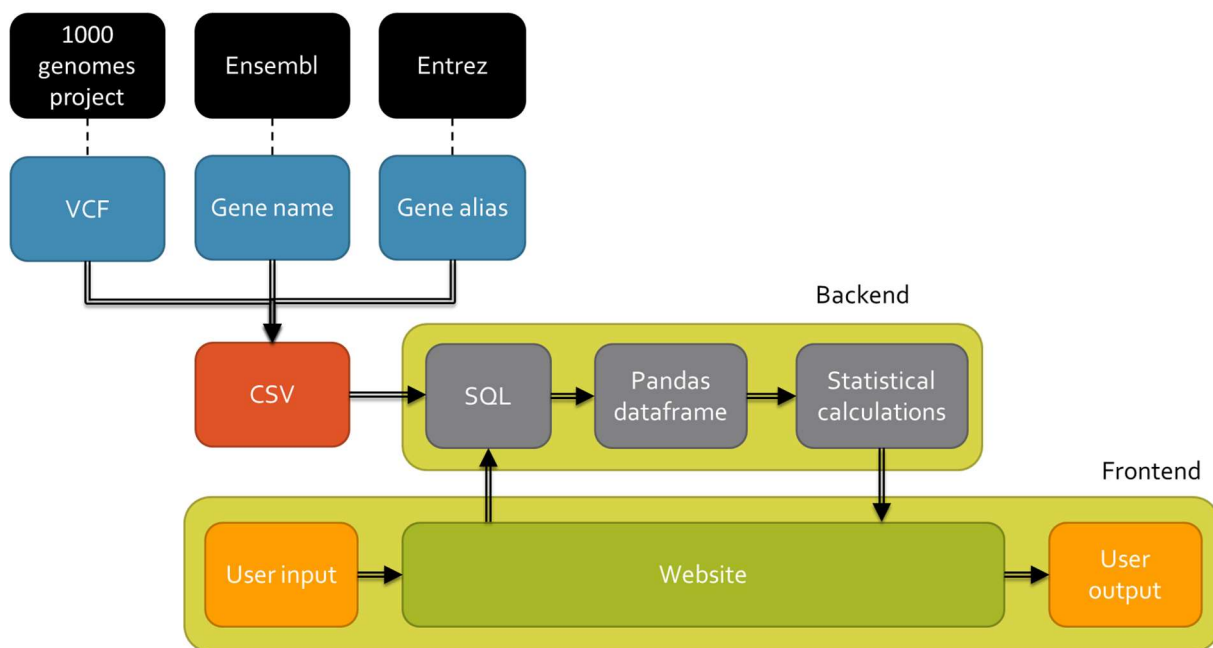 1000
genomes
project
Ensembl
Entrez
VCF
Gene name
Gene alias
Backend
CSV
SQL
Pandas
dataframe
Statistical
calculations
Frontend
User input
Website
User
output